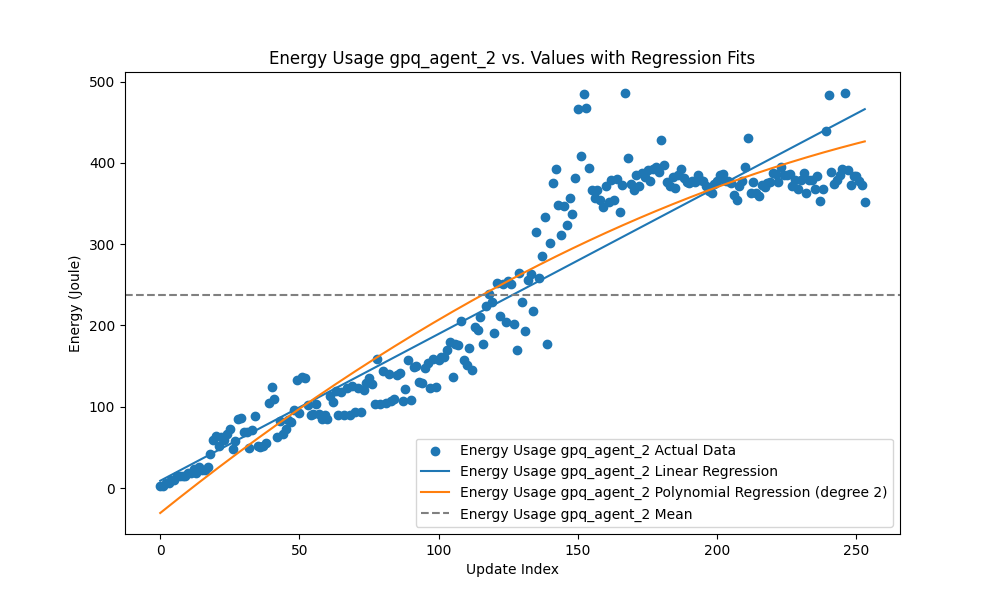 Energy Usage gpq_agent_2 vs. Values with Regression Fits
500
400
300
200
100
0
Energy (Joule)
Energy Usage gpq_agent_2 Actual Data
Energy Usage gpq_agent_2 Linear Regression
Energy Usage gpq_agent_2 Polynomial Regression (degree 2)
Energy Usage gpq_agent_2 Mean
0 50 100 150 200 250
Update Index